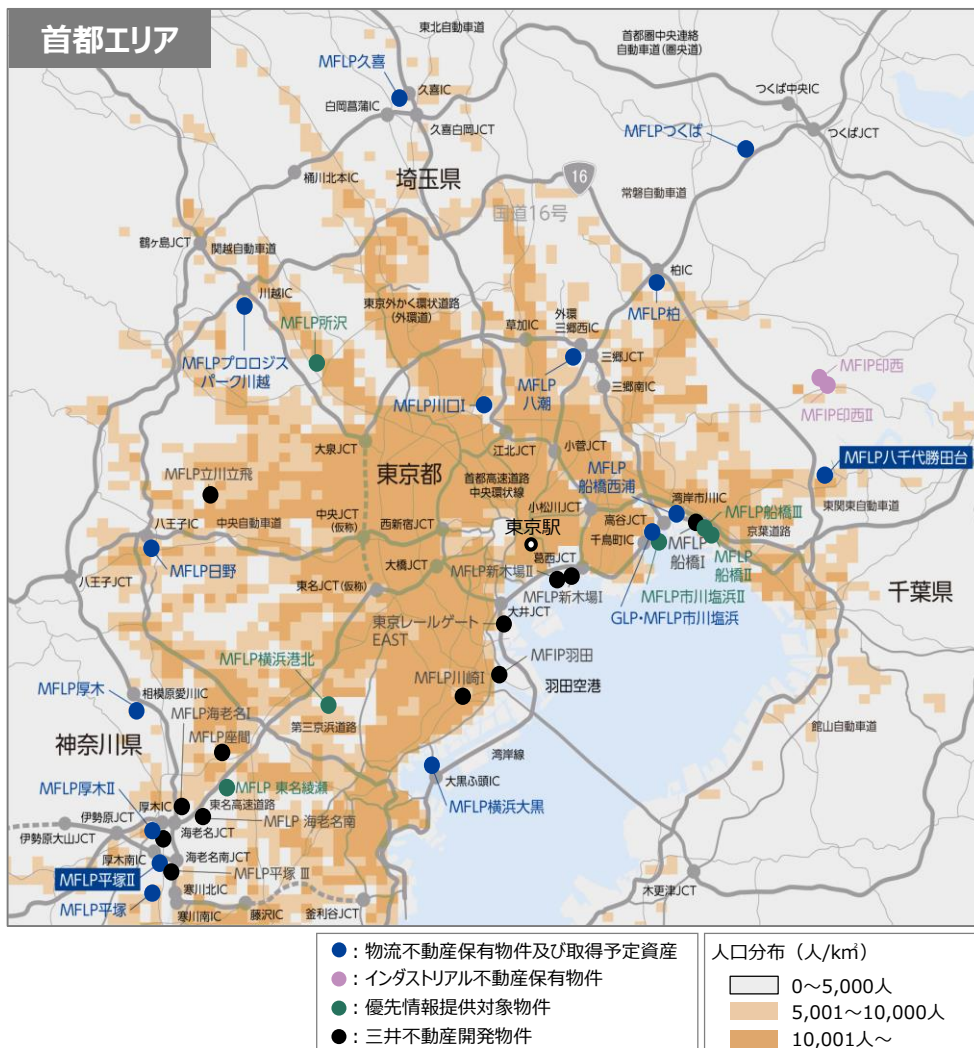 首都エリア
東北自動車道
首都圏中央連絡
自動車道(圏央道)
MFLP久喜
久喜IC
白岡菖蒲IC
久喜白岡JCT
つくば中央IC
つくばJCT
MFLPつくば
常磐自動車道
桶川北本IC
埼玉県
16
国道16号
鶴ヶ島JCT
関越自動車道
川越IC
柏IC
MFLP柏
東京外かく環状道路
(外環道)
外環
三郷西IC
草加IC
三郷JCT
MFLP所沢
MFLPプロロジス
パーク川越
MFLP
八潮
三郷南IC
MFIP印西
MFIP印西II
MFLP川口I
大泉JCT
江北JCT
小菅JCT
MFLP八千代勝田台
MFLP立川立飛
東京都
首都高速道路
中央環状線
MFLP
船橋西浦
湾岸市川IC
東関東自動車道
八王子IC
中央自動車道
中央JCT
(仮称)
西新宿JCT
小松川JCT
高谷JCT
MFLP船橋III
京葉道路
東京駅
千鳥町IC
MFLP
船橋I
MFLP
船橋II
MFLP日野
八王子JCT
大橋JCT
葛西JCT
MFLP新木場II
東名JCT(仮称)
MFLP新木場I
MFLP市川塩浜II
千葉県
大井JCT
GLP・MFLP市川塩浜
東京レールゲート
EAST
MFLP横浜港北
MFIP羽田
MFLP川崎I
羽田空港
MFLP厚木
相模原愛川IC
MFLP海老名I
第三京浜道路
館山自動車道
神奈川県
MFLP座間
湾岸線
大黒ふ頭IC
MFLP 東名綾瀬
MFLP横浜大黒
MFLP厚木II
厚木IC
東名高速道路
伊勢原JCT
MFLP 海老名南
海老名JCT
伊勢原大山JCT
厚木南IC
海老名南JCT
MFLP平塚II
MFLP平塚 III
寒川北IC
木更津JCT
MFLP平塚
寒川南IC
藤沢IC
釜利谷JCT
：物流不動産保有物件及び取得予定資産
：インダストリアル不動産保有物件
：優先情報提供対象物件
：三井不動産開発物件
人口分布（人/㎢）
0～5,000人
5,001～10,000人
10,001人～